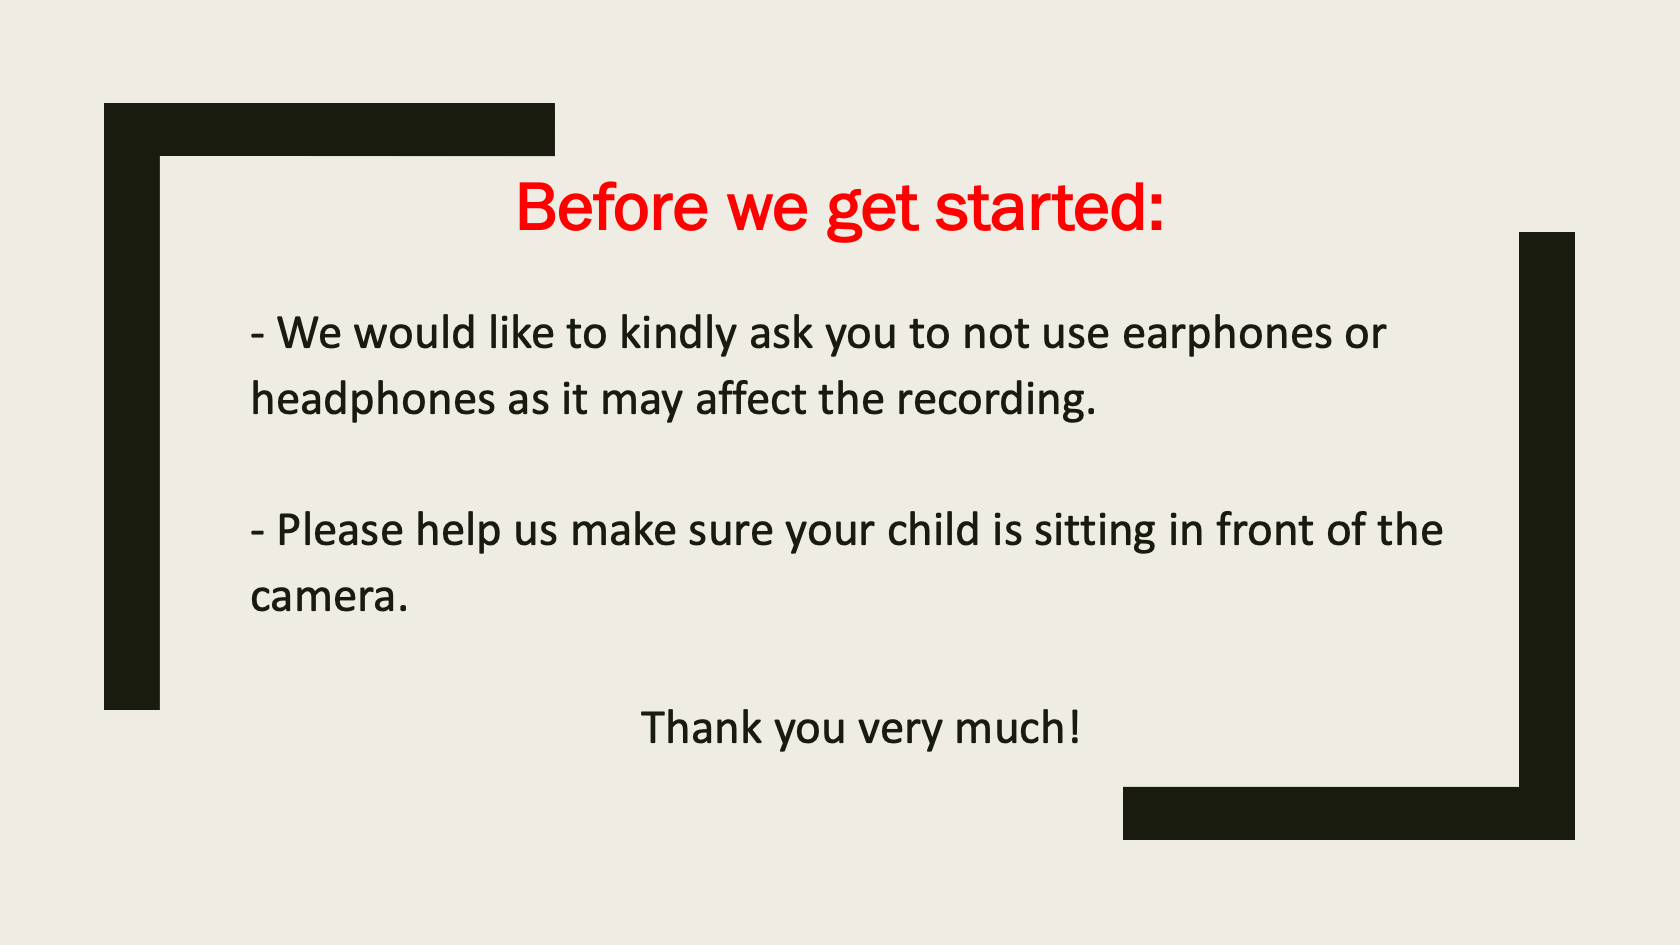 Before we get started:
- We would like to kindly ask you to not use earphones or
headphones as it may affect the recording.
- Please help us make sure your child is sitting in front of the
camera.
Thank you very much!